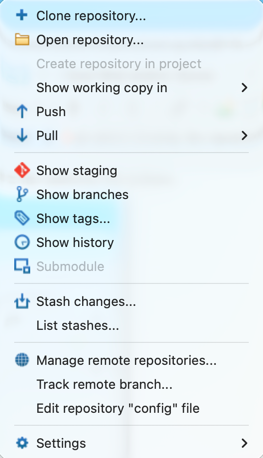 Clone repository...
Open repository...
Create repository in project
Show working copy in
Push
Pull
Show staging
Show branches
Show tags...
Show history
Submodule
Stash changes...
List stashes...
Manage remote repositories...
Track remote branch...
Edit repository "config" file
Settings